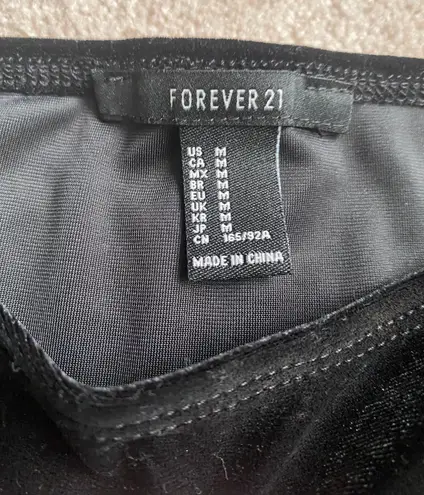 FOREVER 21
US M
CA M
MX M
BR M
EU M
UK M
KR M
JP M
CN 165/92A
MADE IN CHINA